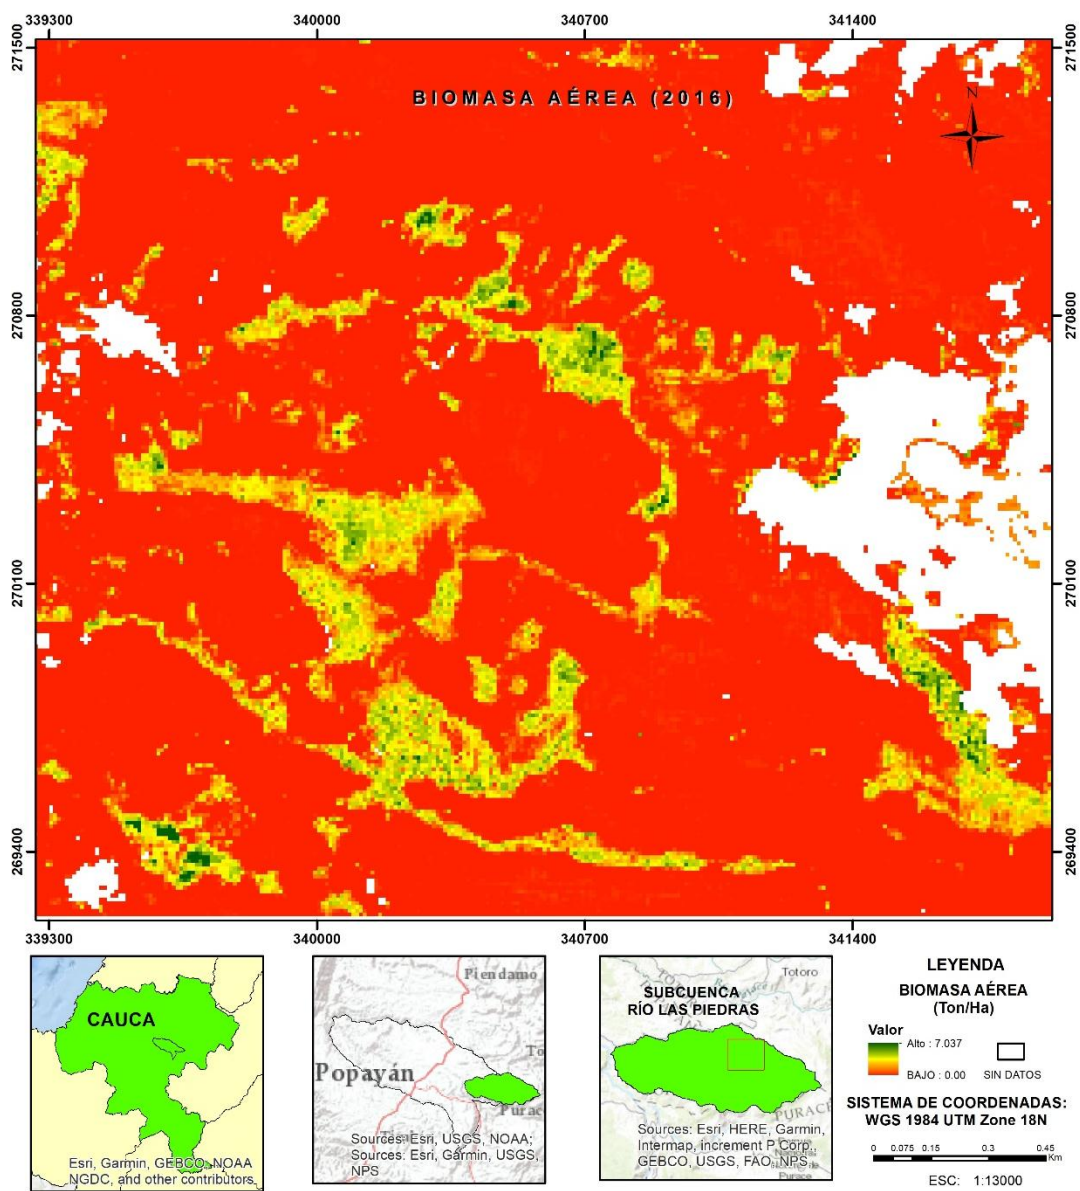 339300 340000 340700 341400
271500 271500
BIOMASA AÉREA (2016)
N
270800 270800
270100 270100
269400 269400
339300 340000 340700 341400
CAUCA
Esri, Garmin, GEBCO, NOAA
NGDC, and other contributors
Piendamo
To
Popayán
Purac
Sources: Esri, USGS, NOAA;
Sources: Esri, Garmin, USGS,
NPS
Totoro
SUBCUENCA
RÍO LAS PIEDRAS
PURACÉ
Sources: Esri, HERE, Garmin,
Intermap, increment P Corp.,
GEBCO, USGS, FAO, NPS,
Purace
LEYENDA
BIOMASA AÉREA
(Ton/Ha)
Valor
Alto : 7.037
BAJO : 0.00
SIN DATOS
SISTEMA DE COORDENADAS:
WGS 1984 UTM Zone 18N
0 0.075 0.15 0.3 0.45
Km
ESC: 1:13000